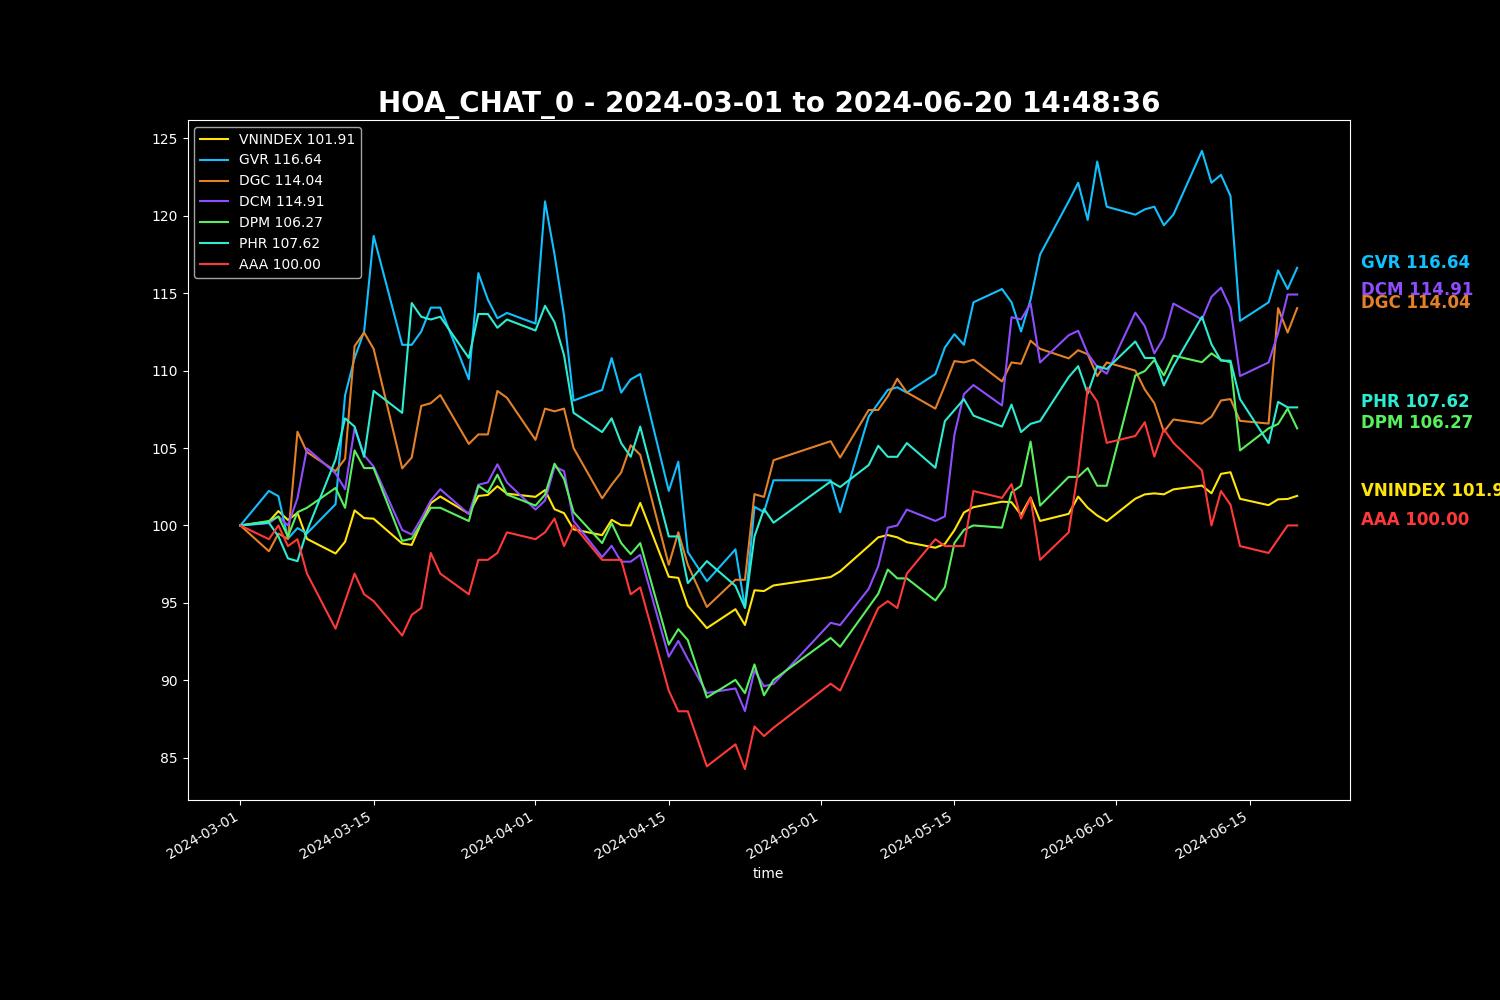 HOA_CHAT_0 - 2024-03-01 to 2024-06-20 14:48:36
125
120
115
110
105
100
95
90
85
VNINDEX 101.91
GVR 116.64
DGC 114.04
DCM 114.91
DPM 106.27
PHR 107.62
AAA 100.00
GVR 116.64
DCM 114.91
DGC 114.04
PHR 107.62
DPM 106.27
VNINDEX 101.9
AAA 100.00
2024-03-01
2024-03-15
2024-04-01
2024-04-15
2024-05-01
2024-05-15
2024-06-01
2024-06-15
time